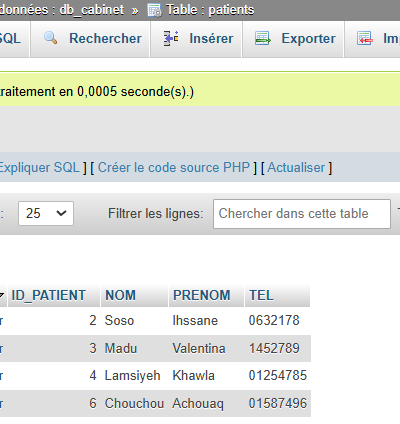 données : db_cabinet » Table : patients
SQL Rechercher Insérer Exporter Im
traitement en 0,0005 seconde(s).)
Expliquer SQL ] [ Créer le code source PHP ] [ Actualiser ]
: 25 Filtrer les lignes: Chercher dans cette table
ID_PATIENT NOM PRENOM TEL
r 2 Soso Ihssane 0632178
r 3 Madu Valentina 1452789
r 4 Lamsiyeh Khawla 01254785
r 6 Chouchou Achouaq 01587496